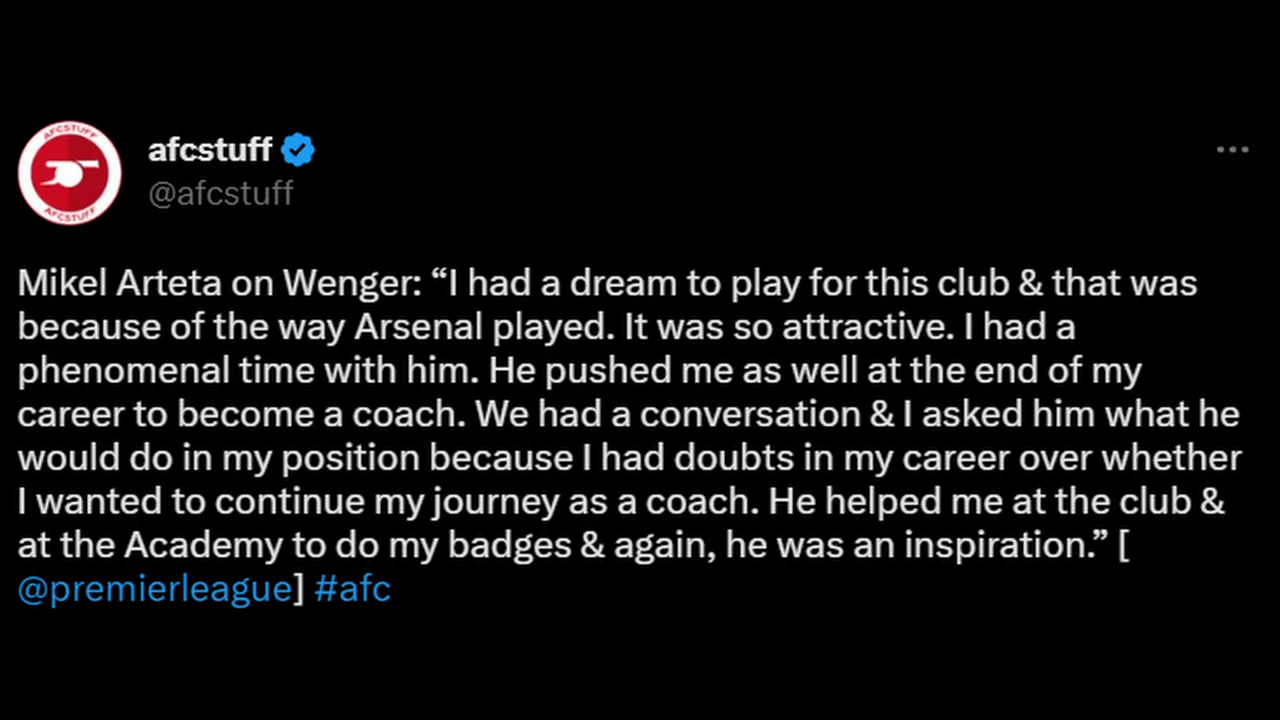 AFCSTUFF
AFCSTUFF
afcstuff
@afcstuff
Mikel Arteta on Wenger: “I had a dream to play for this club & that was
because of the way Arsenal played. It was so attractive. I had a
phenomenal time with him. He pushed me as well at the end of my
career to become a coach. We had a conversation & I asked him what he
would do in my position because I had doubts in my career over whether
I wanted to continue my journey as a coach. He helped me at the club &
at the Academy to do my badges & again, he was an inspiration.” [
@premierleague] #afc